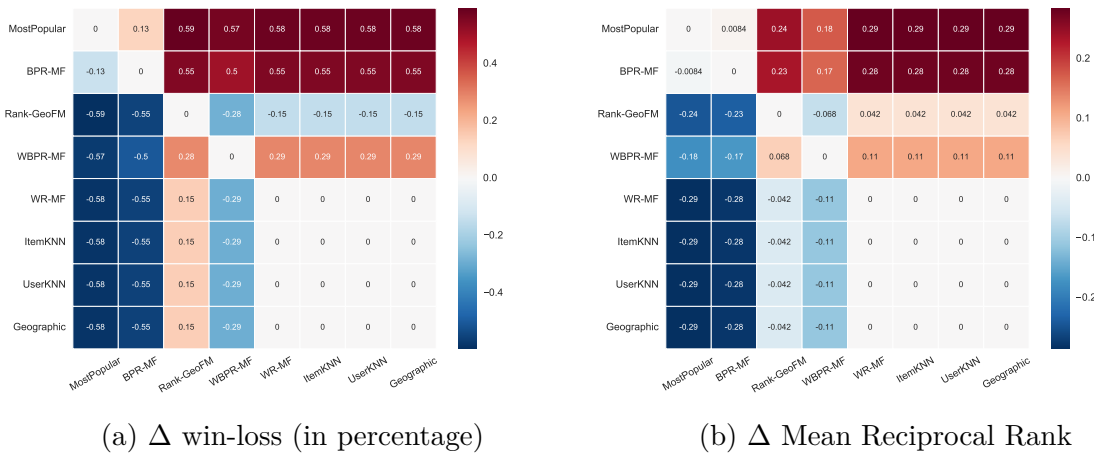 MostPopular 0 0.13 0.59 0.57 0.58 0.58 0.58 0.58
BPR-MF -0.13 0 0.55 0.5 0.55 0.55 0.55 0.55
Rank-GeoFM -0.59 -0.55 0 -0.28 -0.15 -0.15 -0.15 -0.15
WBPR-MF -0.57 -0.5 0.28 0 0.29 0.29 0.29 0.29
WR-MF -0.58 -0.55 0.15 -0.29 0 0 0 0
ItemKNN -0.58 -0.55 0.15 -0.29 0 0 0 0
UserKNN -0.58 -0.55 0.15 -0.29 0 0 0 0
Geographic -0.58 -0.55 0.15 -0.29 0 0 0 0
MostPopular BPR-MF Rank-GeoFM WBPR-MF WR-MF ItemKNN UserKNN Geographic
0.4
0.2
0.0
−0.2
−0.4
(a) Δ win-loss (in percentage)
MostPopular 0 0.0084 0.24 0.18 0.29 0.29 0.29 0.29
BPR-MF -0.0084 0 0.23 0.17 0.28 0.28 0.28 0.28
Rank-GeoFM -0.24 -0.23 0 -0.068 0.042 0.042 0.042 0.042
WBPR-MF -0.18 -0.17 0.068 0 0.11 0.11 0.11 0.11
WR-MF -0.29 -0.28 -0.042 -0.11 0 0 0 0
ItemKNN -0.29 -0.28 -0.042 -0.11 0 0 0 0
UserKNN -0.29 -0.28 -0.042 -0.11 0 0 0 0
Geographic -0.29 -0.28 -0.042 -0.11 0 0 0 0
MostPopular BPR-MF Rank-GeoFM WBPR-MF WR-MF ItemKNN UserKNN Geographic
0.2
0.1
0.0
−0.1
−0.2
(b) Δ Mean Reciprocal Rank